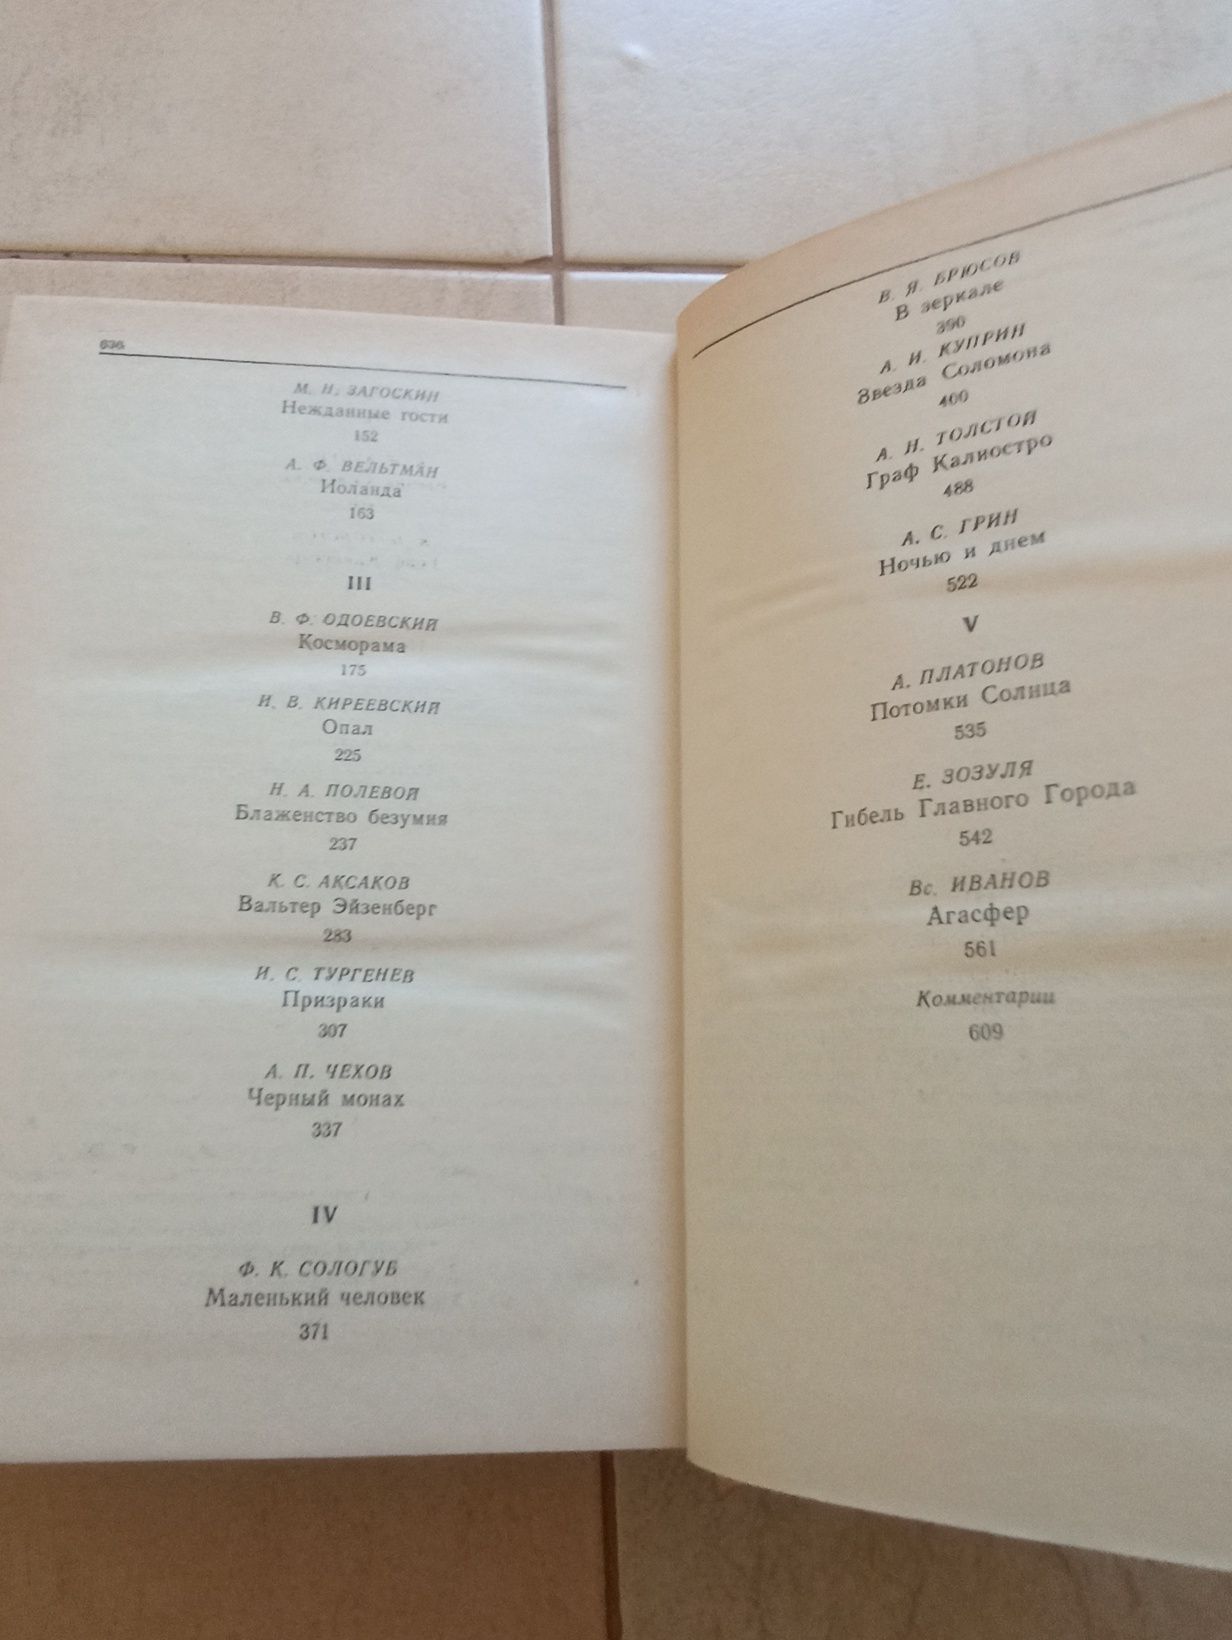 636
М. Н. ЗАГОСКИН
Нежданные гости
152
А. Ф. ВЕЛЬТМАН
Иоланда
163
III
В. Ф. ОДОЕВСКИЙ
Косморама
175
И. В. КИРЕЕВСКИЙ
Опал
225
Н. А. ПОЛЕВОЙ
Блаженство безумия
237
К. С. АКСАКОВ
Вальтер Эйзенберг
283
И. С. ТУРГЕНЕВ
Призраки
307
А. П. ЧЕХОВ
Черный монах
337
IV
Ф. К. СОЛОГУБ
Маленький человек
371
В. Я. БРЮСОВ
В зеркале
390
А. И. КУПРИН
Звезда Соломона
400
А. Н. ТОЛСТОЙ
Граф Калиостро
488
А. С. ГРИН
Ночью и днем
522
V
А. ПЛАТОНОВ
Потомки Солнца
535
Е. ЗОЗУЛЯ
Гибель Главного Города
542
Вс. ИВАНОВ
Агасфер
561
Комментарии
609